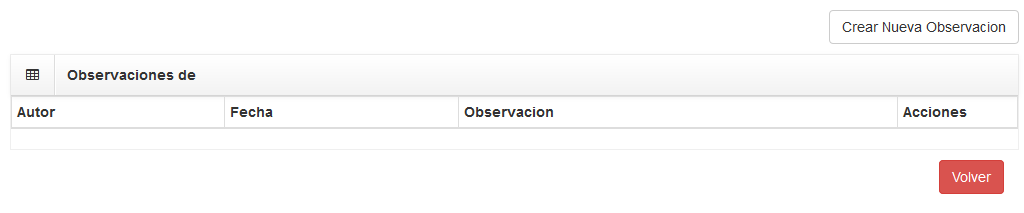 Crear Nueva Observacion
Observaciones de
Autor Fecha Observacion Acciones
Volver